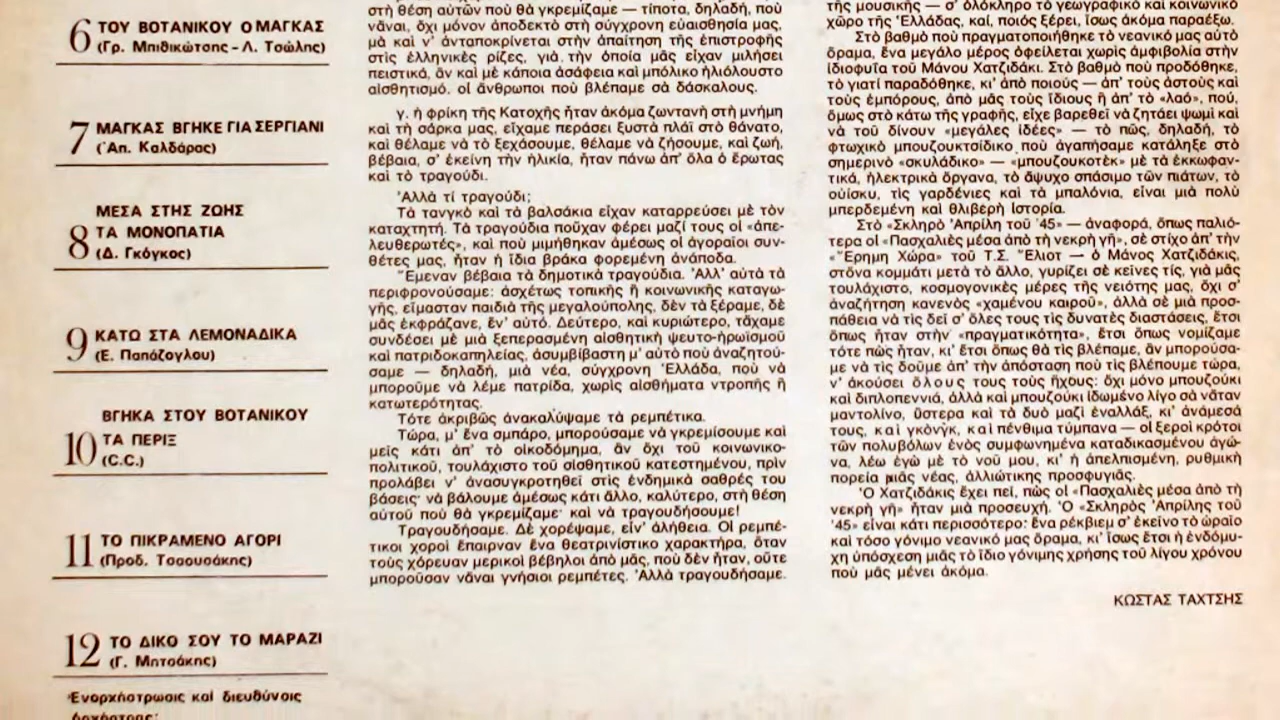 6 ΤΟΥ ΒΟΤΑΝΙΚΟΥ Ο ΜΑΓΚΑΣ
(Γρ. Μπιθικώτσης – Λ. Τσώλης)
7 ΜΑΓΚΑΣ ΒΓΗΚΕ ΓΙΑ ΣΕΡΓΙΑΝΙ
(Ἀπ. Καλδάρας)
ΜΕΣΑ ΣΤΗΣ ΖΩΗΣ
8 ΤΑ ΜΟΝΟΠΑΤΙΑ
(Δ. Γκόγκος)
9 ΚΑΤΩ ΣΤΑ ΛΕΜΟΝΑΔΙΚΑ
(Ε. Παπάζογλου)
ΒΓΗΚΑ ΣΤΟΥ ΒΟΤΑΝΙΚΟΥ
10 ΤΑ ΠΕΡΙΞ
(C.C.)
11 ΤΟ ΠΙΚΡΑΜΕΝΟ ΑΓΟΡΙ
(Προδ. Τσαουσάκης)
12 ΤΟ ΔΙΚΟ ΣΟΥ ΤΟ ΜΑΡΑΖΙ
(Γ. Μητσάκης)
Ἐνορχήστρωσις καὶ διευθύνσις
στὴ θέση αὐτῶν ποὺ θὰ γκρεμίζαμε — τίποτα, δηλαδή, ποὺ
νἆναι, ὄχι μόνον ἀποδεκτὸ στὴ σύγχρονη εὐαισθησία μας,
μὰ καὶ ν' ἀνταποκρίνεται στὴν ἀπαίτηση τῆς ἐπιστροφῆς
στὶς ἑλληνικὲς ρίζες, γιὰ τὴν ὁποία μᾶς εἶχαν μιλήσει
πειστικά, ἂν καὶ μὲ κάποια ἀσάφεια καὶ μπόλικο ἡλιόλουστο
αἰσθητισμό, οἱ ἄνθρωποι ποὺ βλέπαμε σὰ δάσκαλους.
γ. ἡ φρίκη τῆς Κατοχῆς ἦταν ἀκόμα ζωντανὴ στὴ μνήμη
καὶ τὴ σάρκα μας, εἴχαμε περάσει ξυστὰ πλάϊ στὸ θάνατο,
καὶ θέλαμε νὰ τὸ ξεχάσουμε, θέλαμε νὰ ζήσουμε, καὶ ζωή,
βέβαια, σ' ἐκείνη τὴν ἡλικία, ἦταν πάνω ἀπ' ὅλα ὁ ἔρωτας
καὶ τὸ τραγούδι.
Ἀλλὰ τί τραγούδι;
Τὰ τανγκὸ καὶ τὰ βαλσάκια εἶχαν καταρρεύσει μὲ τὸν
καταχτητή. Τὰ τραγούδια ποὖχαν φέρει μαζί τους οἱ «ἀπε-
λευθερωτές», καὶ ποὺ μιμήθηκαν ἀμέσως οἱ ἀγοραῖοι συν-
θέτες μας, ἦταν ἡ ἴδια βράκα φορεμένη ἀνάποδα.
Ἔμεναν βέβαια τὰ δημοτικὰ τραγούδια. Ἀλλ' αὐτὰ τὰ
περιφρονούσαμε: ἀσχέτως τοπικῆς ἢ κοινωνικῆς καταγω-
γῆς, εἴμασταν παιδιὰ τῆς μεγαλούπολης, δὲν τὰ ξέραμε, δὲ
μᾶς ἐκφράζανε, ἕν' αὐτό. Δεύτερο, καὶ κυριώτερο, τἄχαμε
συνδέσει μὲ μιὰ ξεπερασμένη αἰσθητικὴ ψευτο-ηρωϊσμοῦ
καὶ πατριδοκαπηλείας, ἀσυμβίβαστη μ' αὐτὸ ποὺ ἀναζητού-
σαμε — δηλαδή, μιὰ νέα, σύγχρονη Ἑλλάδα, ποὺ νὰ
μποροῦμε νὰ λέμε πατρίδα, χωρὶς αἰσθήματα ντροπῆς ἢ
κατωτερότητας.
Τότε ἀκριβῶς ἀνακαλύψαμε τὰ ρεμπέτικα.
Τώρα, μ' ἕνα σμπάρο, μπορούσαμε νὰ γκρεμίσουμε καὶ
μεῖς κάτι ἀπ' τὸ οἰκοδόμημα, ἂν ὄχι τοῦ κοινωνικο-
πολιτικοῦ, τουλάχιστο τοῦ αἰσθητικοῦ κατεστημένου, πρὶν
προλάβει ν' ἀνασυγκροτηθεῖ στὶς ἐνδημικὰ σαθρές του
βάσεις· νὰ βάλουμε ἀμέσως κάτι ἄλλο, καλύτερο, στὴ θέση
αὐτοῦ ποὺ θὰ γκρεμίζαμε· καὶ νὰ τραγουδήσουμε!
Τραγουδήσαμε. Δὲ χορέψαμε, εἶν' ἀλήθεια. Οἱ ρεμπέ-
τικοι χοροὶ ἔπαιρναν ἕνα θεατρινίστικο χαρακτήρα, ὅταν
τοὺς χόρευαν μερικοὶ βέβηλοι ἀπὸ μᾶς, ποὺ δὲν ἦταν, οὔτε
μποροῦσαν νἆναι γνήσιοι ρεμπέτες. Ἀλλὰ τραγουδήσαμε.
τῆς μουσικῆς — σ' ὁλόκληρο τὸ γεωγραφικὸ καὶ κοινωνικὸ
χῶρο τῆς Ἑλλάδας, καί, ποιὸς ξέρει, ἴσως ἀκόμα παραέξω.
Στὸ βαθμὸ ποὺ πραγματοποιήθηκε τὸ νεανικό μας αὐτὸ
ὅραμα, ἕνα μεγάλο μέρος ὀφείλεται χωρὶς ἀμφιβολία στὴν
ἰδιοφυΐα τοῦ Μάνου Χατζιδάκι. Στὸ βαθμὸ ποὺ προδόθηκε,
τὸ γιατί παραδόθηκε, κι' ἀπὸ ποιοὺς — ἀπ' τοὺς ἀστοὺς καὶ
τοὺς ἐμπόρους, ἀπὸ μᾶς τοὺς ἴδιους ἢ ἀπ' τὸ «λαό», πού,
ὅμως στὸ κάτω τῆς γραφῆς, εἶχε βαρεθεῖ νὰ ζητάει ψωμὶ καὶ
νὰ τοῦ δίνουν «μεγάλες ἰδέες» — τὸ πῶς, δηλαδή, τὸ
φτωχικὸ μπουζουκτσίδικο ποὺ ἀγαπήσαμε κατάληξε στὸ
σημερινὸ «σκυλάδικο» — «μπουζουκοτὲκ» μὲ τὰ ἐκκωφαν-
τικά, ἠλεκτρικὰ ὄργανα, τὸ ἄψυχο σπάσιμο τῶν πιάτων, τὸ
οὐίσκυ, τὶς γαρδένιες καὶ τὰ μπαλόνια, εἶναι μιὰ πολὺ
μπερδεμένη καὶ θλιβερὴ ἱστορία.
Στὸ «Σκληρὸ Ἀπρίλη τοῦ '45» — ἀναφορά, ὅπως παλιό-
τερα οἱ «Πασχαλιὲς μέσα ἀπὸ τὴ νεκρὴ γῆ», σὲ στίχο ἀπ' τὴν
«Ἔρημη Χώρα» τοῦ Τ.Σ. Ἔλιοτ — ὁ Μάνος Χατζιδάκις,
στὄνα κομμάτι μετὰ τὸ ἄλλο, γυρίζει σὲ κεῖνες τίς, γιὰ μᾶς
τουλάχιστο, κοσμογονικὲς μέρες τῆς νειότης μας, ὄχι σ'
ἀναζήτηση κανενὸς «χαμένου καιροῦ», ἀλλὰ σὲ μιὰ προσ-
πάθεια νὰ τὶς δεῖ σ' ὅλες τους τὶς δυνατὲς διαστάσεις, ἔτσι
ὅπως ἦταν στὴν «πραγματικότητα», ἔτσι ὅπως νομίζαμε
τότε πὼς ἦταν, κι' ἔτσι ὅπως θὰ τὶς βλέπαμε, ἂν μπορούσα-
με νὰ τὶς δοῦμε ἀπ' τὴν ἀπόσταση ποὺ τὶς βλέπουμε τώρα,
ν' ἀκούσει ὅλους τους τοὺς ἤχους: ὄχι μόνο μπουζούκι
καὶ διπλοπεννιά, ἀλλὰ καὶ μπουζούκι ἰδωμένο λίγο σὰ νἆταν
μαντολίνο, ὕστερα καὶ τὰ δυὸ μαζὶ ἐναλλάξ, κι' ἀνάμεσά
τους, καὶ γκόνγκ, καὶ πένθιμα τύμπανα — οἱ ξεροὶ κρότοι
τῶν πολυβόλων ἑνὸς συμφωνημένα καταδικασμένου ἀγώ-
να, λέω ἐγὼ μὲ τὸ νοῦ μου, κι' ἡ ἀπελπισμένη, ρυθμικὴ
πορεία μιᾶς νέας, ἀλλιώτικης προσφυγιᾶς.
Ὁ Χατζιδάκις ἔχει πεῖ, πὼς οἱ «Πασχαλιὲς μέσα ἀπὸ τὴ
νεκρὴ γῆ» ἦταν μιὰ προσευχή. Ὁ «Σκληρὸς Ἀπρίλης τοῦ
'45» εἶναι κάτι περισσότερο: ἕνα ρέκβιεμ σ' ἐκεῖνο τὸ ὡραῖο
καὶ τόσο γόνιμο νεανικό μας ὅραμα, κι' ἴσως ἔτσι ἡ ἐνδόμυ-
χη ὑπόσχεση μιᾶς τὸ ἴδιο γόνιμης χρήσης τοῦ λίγου χρόνου
ποὺ μᾶς μένει ἀκόμα.
ΚΩΣΤΑΣ ΤΑΧΤΣΗΣ